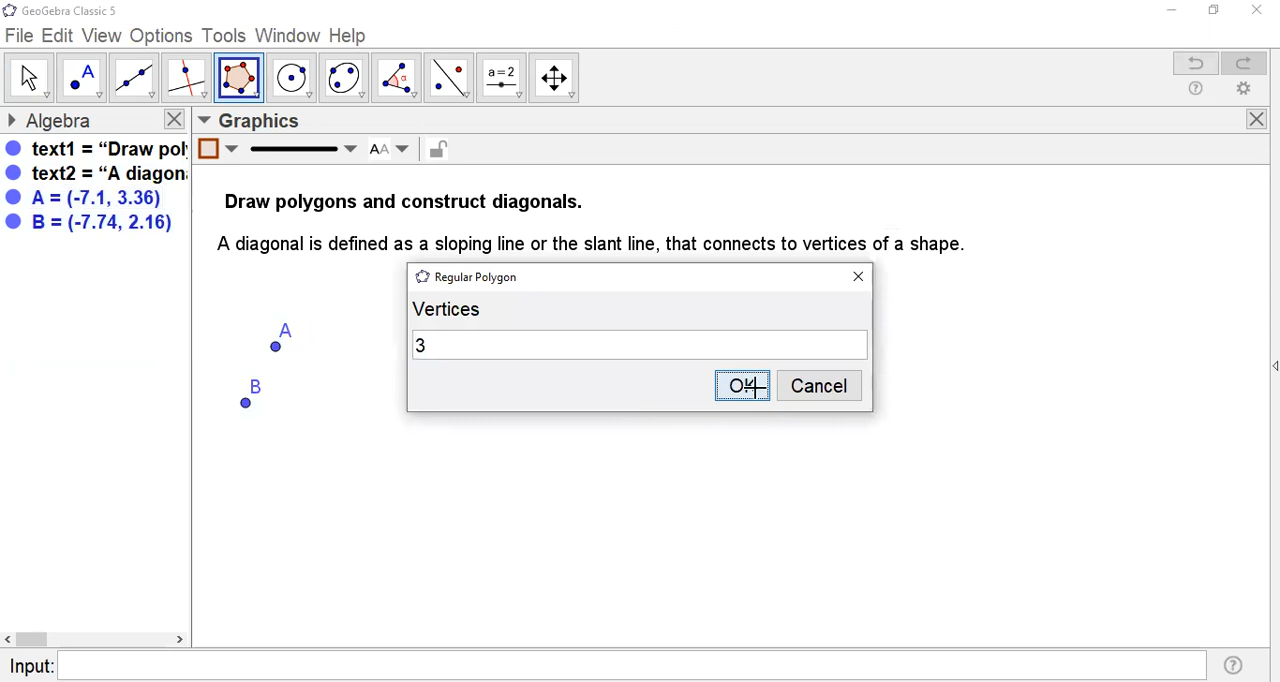 GeoGebra Classic 5
File Edit View Options Tools Window Help
A
α
a=2
Algebra
Graphics
AA
text1 = “Draw pol
text2 = “A diagon
A = (-7.1, 3.36)
B = (-7.74, 2.16)
Draw polygons and construct diagonals.
A diagonal is defined as a sloping line or the slant line, that connects to vertices of a shape.
A
B
Regular Polygon
Vertices
3
OK Cancel
Input: